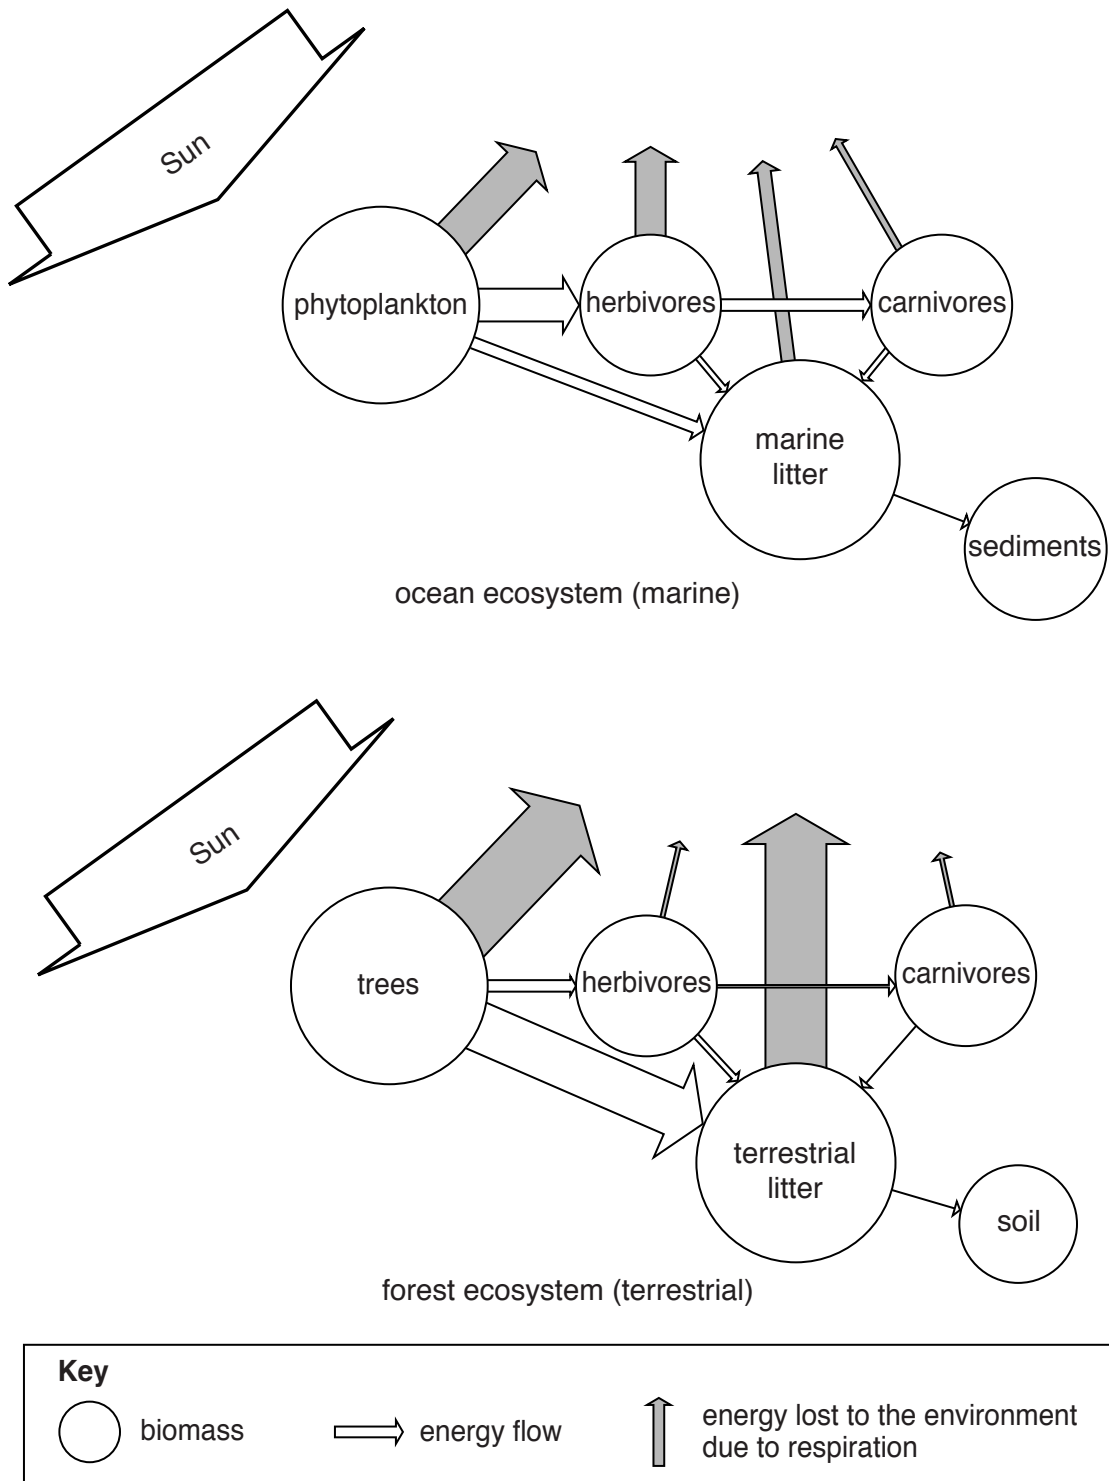 Sun
phytoplankton
herbivores
carnivores
marine
litter
sediments
ocean ecosystem (marine)
Sun
trees
herbivores
carnivores
terrestrial
litter
soil
forest ecosystem (terrestrial)
Key
biomass
energy flow
energy lost to the environment
due to respiration